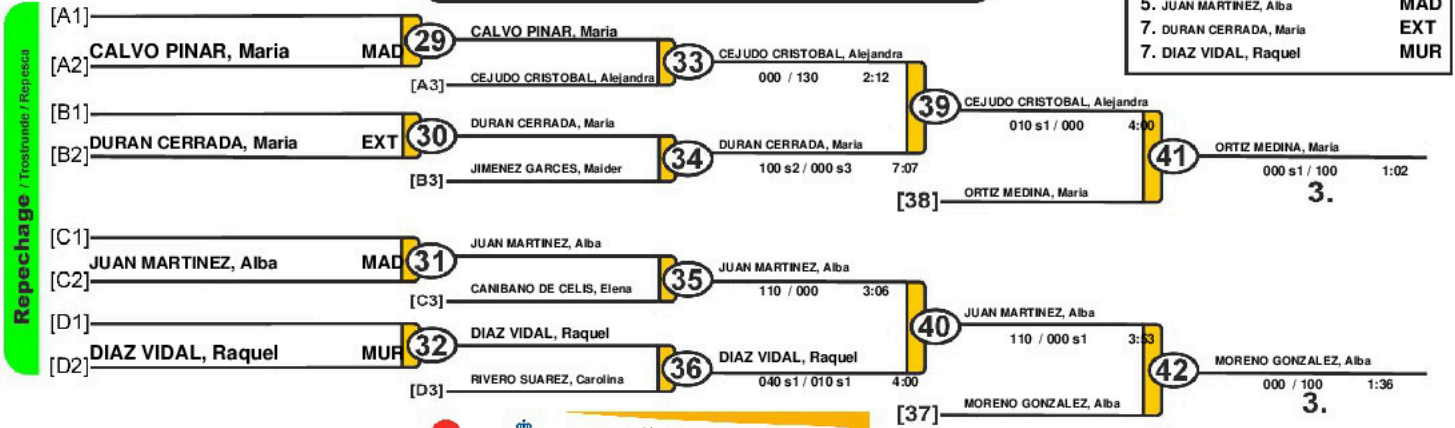 Repechage / Trostrunde / Repesca
[A1]
[A2] CALVO PINAR, Maria MAD
29
CALVO PINAR, Maria
[A3] CEJUDO CRISTOBAL, Alejandra
33
CEJUDO CRISTOBAL, Alejandra
000 / 130 2:12
[B1]
[B2] DURAN CERRADA, Maria EXT
30
DURAN CERRADA, Maria
[B3] JIMENEZ GARCES, Maider
34
DURAN CERRADA, Maria
100 s2 / 000 s3 7:07
39
CEJUDO CRISTOBAL, Alejandra
010 s1 / 000 4:00
[38] ORTIZ MEDINA, Maria
41
ORTIZ MEDINA, Maria
000 s1 / 100 1:02
3.
[C1]
[C2] JUAN MARTINEZ, Alba MAD
31
JUAN MARTINEZ, Alba
[C3] CANIBANO DE CELIS, Elena
35
JUAN MARTINEZ, Alba
110 / 000 3:06
[D1]
[D2] DIAZ VIDAL, Raquel MUR
32
DIAZ VIDAL, Raquel
[D3] RIVERO SUAREZ, Carolina
36
DIAZ VIDAL, Raquel
040 s1 / 010 s1 4:00
40
JUAN MARTINEZ, Alba
110 / 000 s1 3:53
[37] MORENO GONZALEZ, Alba
42
MORENO GONZALEZ, Alba
000 / 100 1:36
3.
5. JUAN MARTINEZ, Alba MAD
7. DURAN CERRADA, Maria EXT
7. DIAZ VIDAL, Raquel MUR